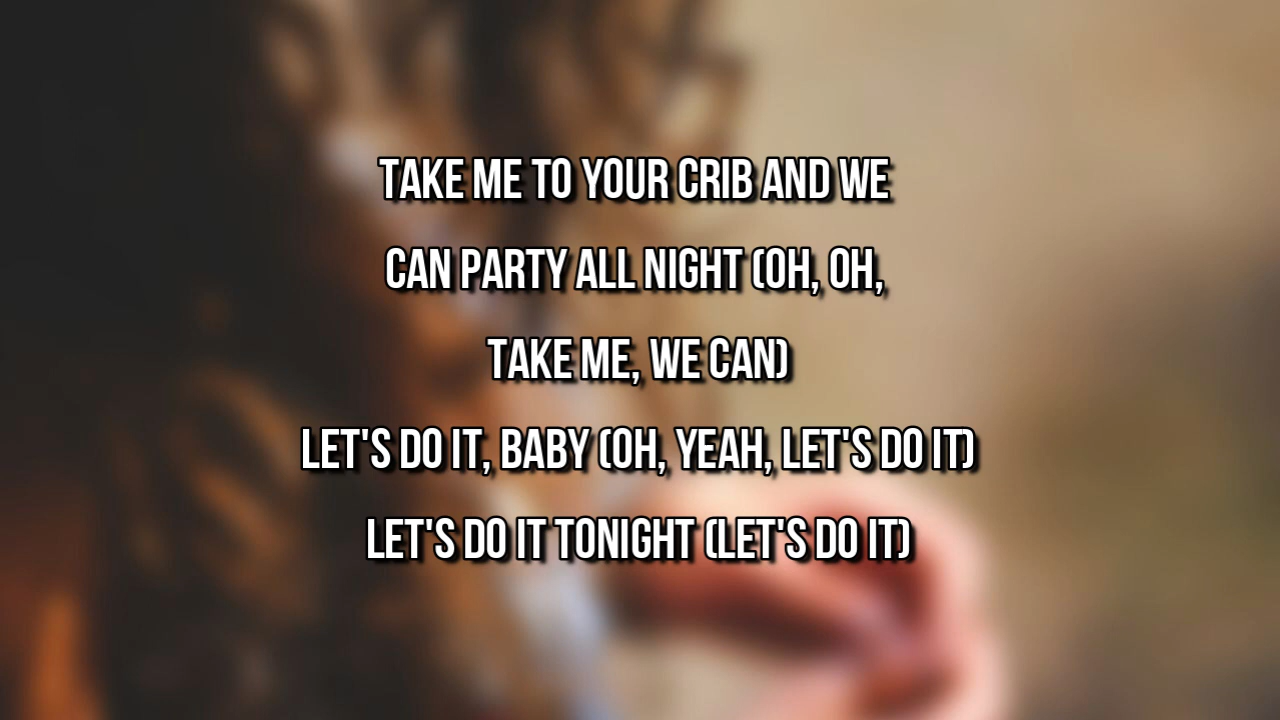 TAKE ME TO YOUR CRIB AND WE
CAN PARTY ALL NIGHT (OH, OH,
TAKE ME, WE CAN)
LET'S DO IT, BABY (OH, YEAH, LET'S DO IT)
LET'S DO IT TONIGHT (LET'S DO IT)